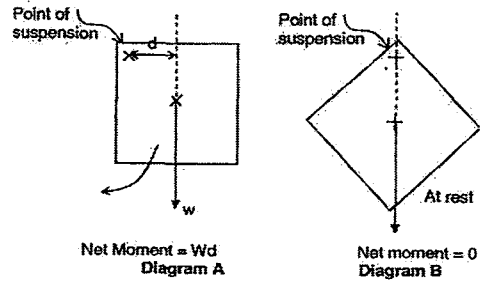 Point of
suspension
d
w
Net Moment = Wd
Diagram A
Point of
suspension
At rest
Net moment = 0
Diagram B